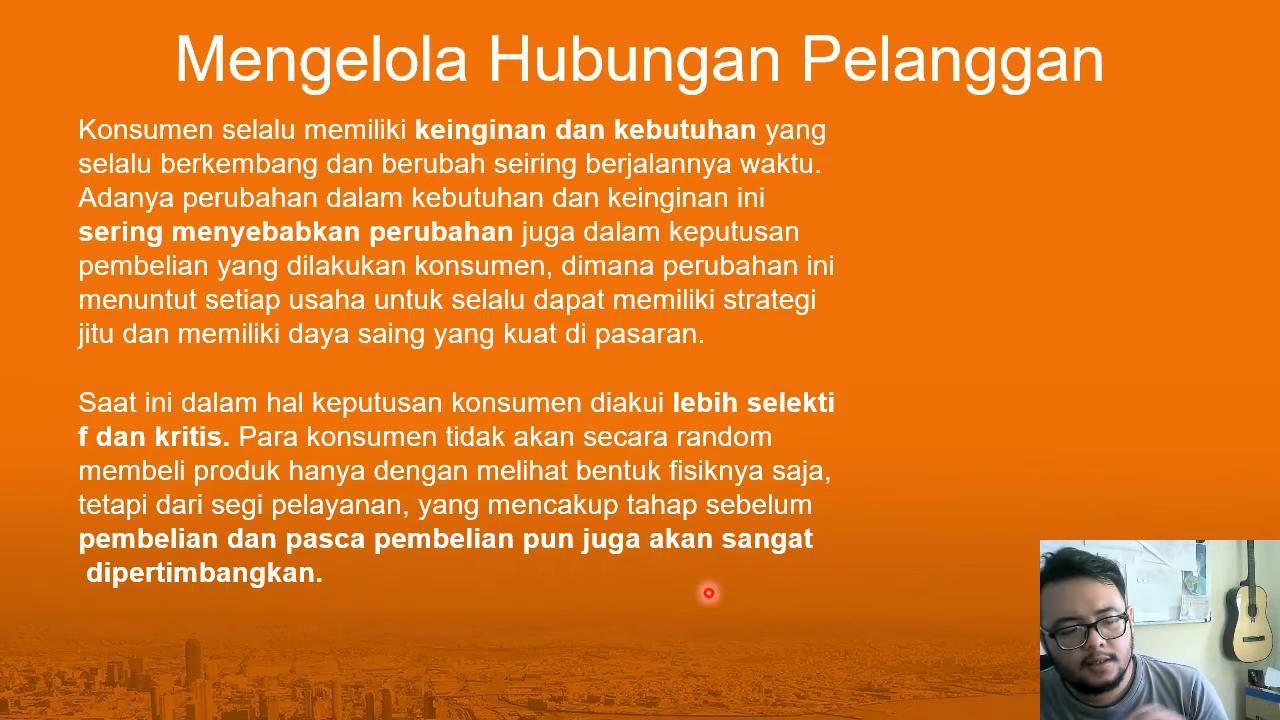 Mengelola Hubungan Pelanggan
Konsumen selalu memiliki keinginan dan kebutuhan yang
selalu berkembang dan berubah seiring berjalannya waktu.
Adanya perubahan dalam kebutuhan dan keinginan ini
sering menyebabkan perubahan juga dalam keputusan
pembelian yang dilakukan konsumen, dimana perubahan ini
menuntut setiap usaha untuk selalu dapat memiliki strategi
jitu dan memiliki daya saing yang kuat di pasaran.
Saat ini dalam hal keputusan konsumen diakui lebih selekti
f dan kritis. Para konsumen tidak akan secara random
membeli produk hanya dengan melihat bentuk fisiknya saja,
tetapi dari segi pelayanan, yang mencakup tahap sebelum
pembelian dan pasca pembelian pun juga akan sangat
dipertimbangkan.